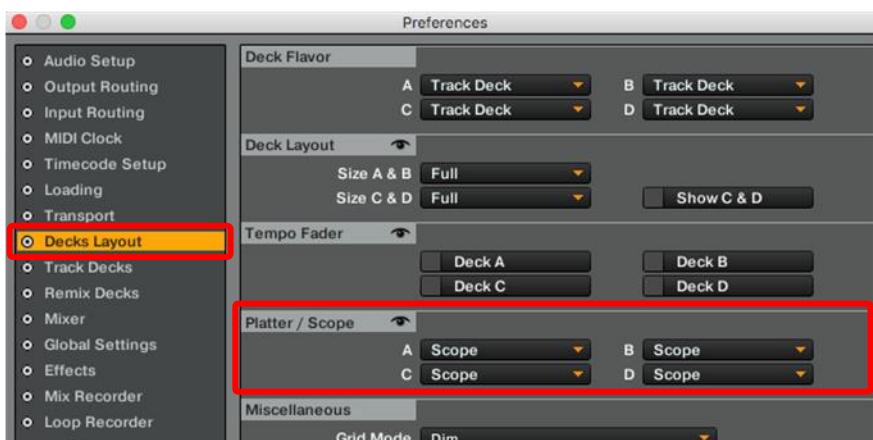 Preferences
Audio Setup
Output Routing
Input Routing
MIDI Clock
Timecode Setup
Loading
Transport
Decks Layout
Track Decks
Remix Decks
Mixer
Global Settings
Effects
Mix Recorder
Loop Recorder
Deck Flavor
A Track Deck B Track Deck
C Track Deck D Track Deck
Deck Layout
Size A & B Full
Size C & D Full Show C & D
Tempo Fader
Deck A Deck B
Deck C Deck D
Platter / Scope
A Scope B Scope
C Scope D Scope
Miscellaneous
Grid Mode Dim